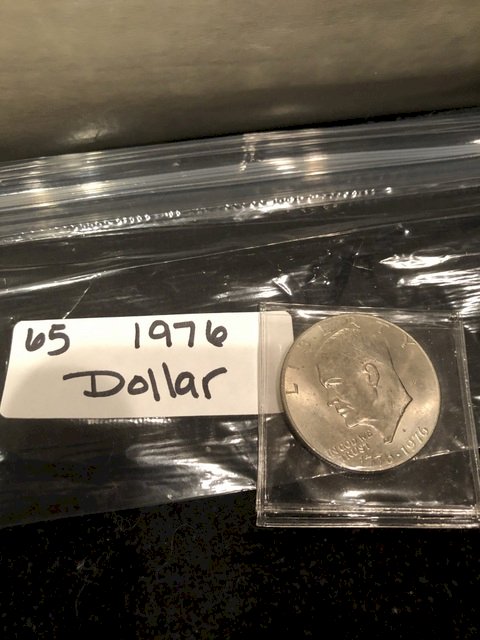 65 1976
Dollar
LIBERTY
IN GOD WE
TRUST
1776-1976